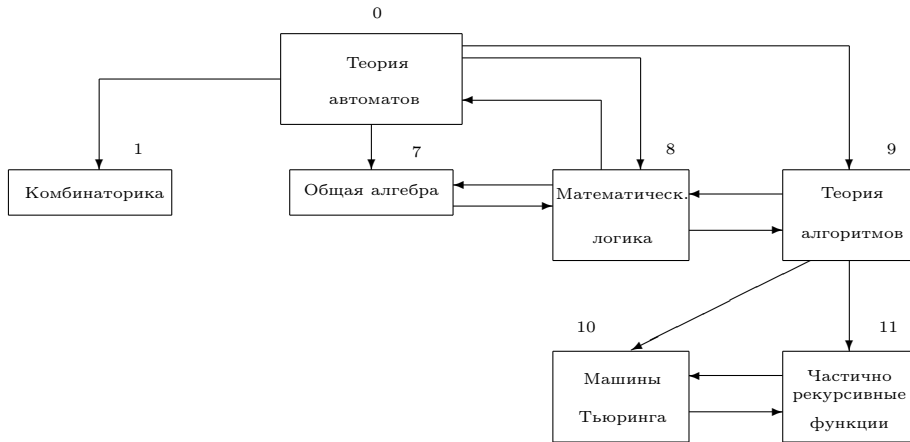 0
Теория
автоматов
1
7
8
9
Комбинаторика
Общая алгебра
Математическ.
логика
Теория
алгоритмов
10
11
Машины
Тьюринга
Частично
рекурсивные
функции